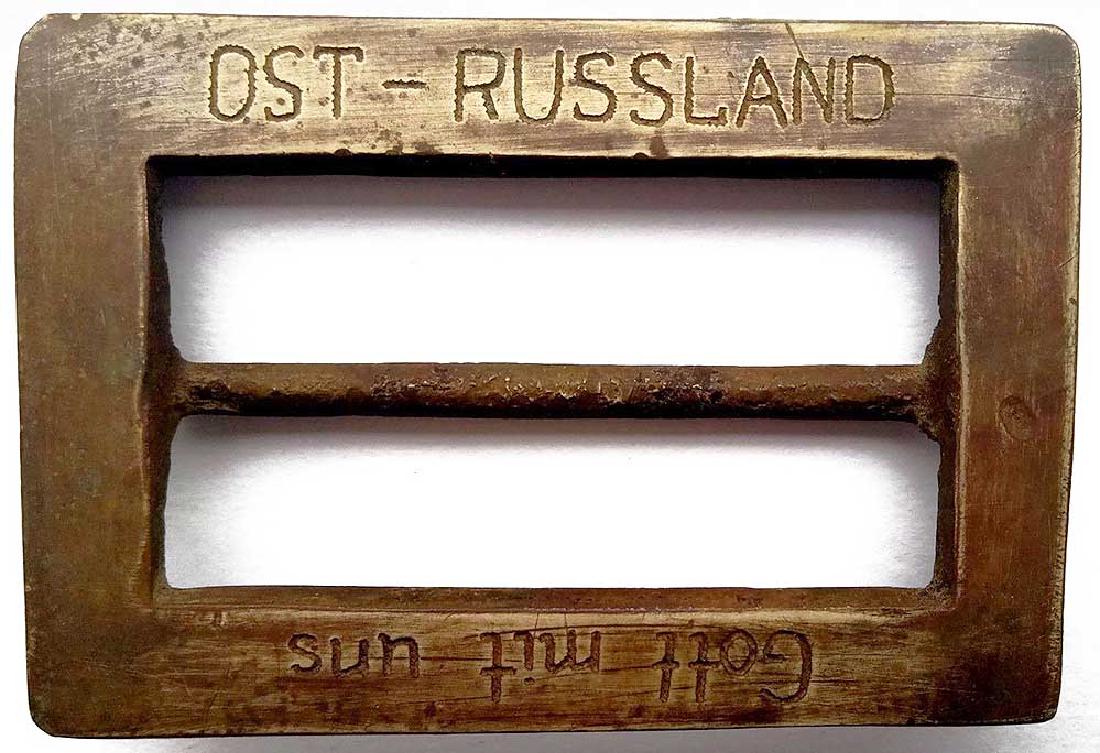 OST – RUSSLAND
Gott mit uns